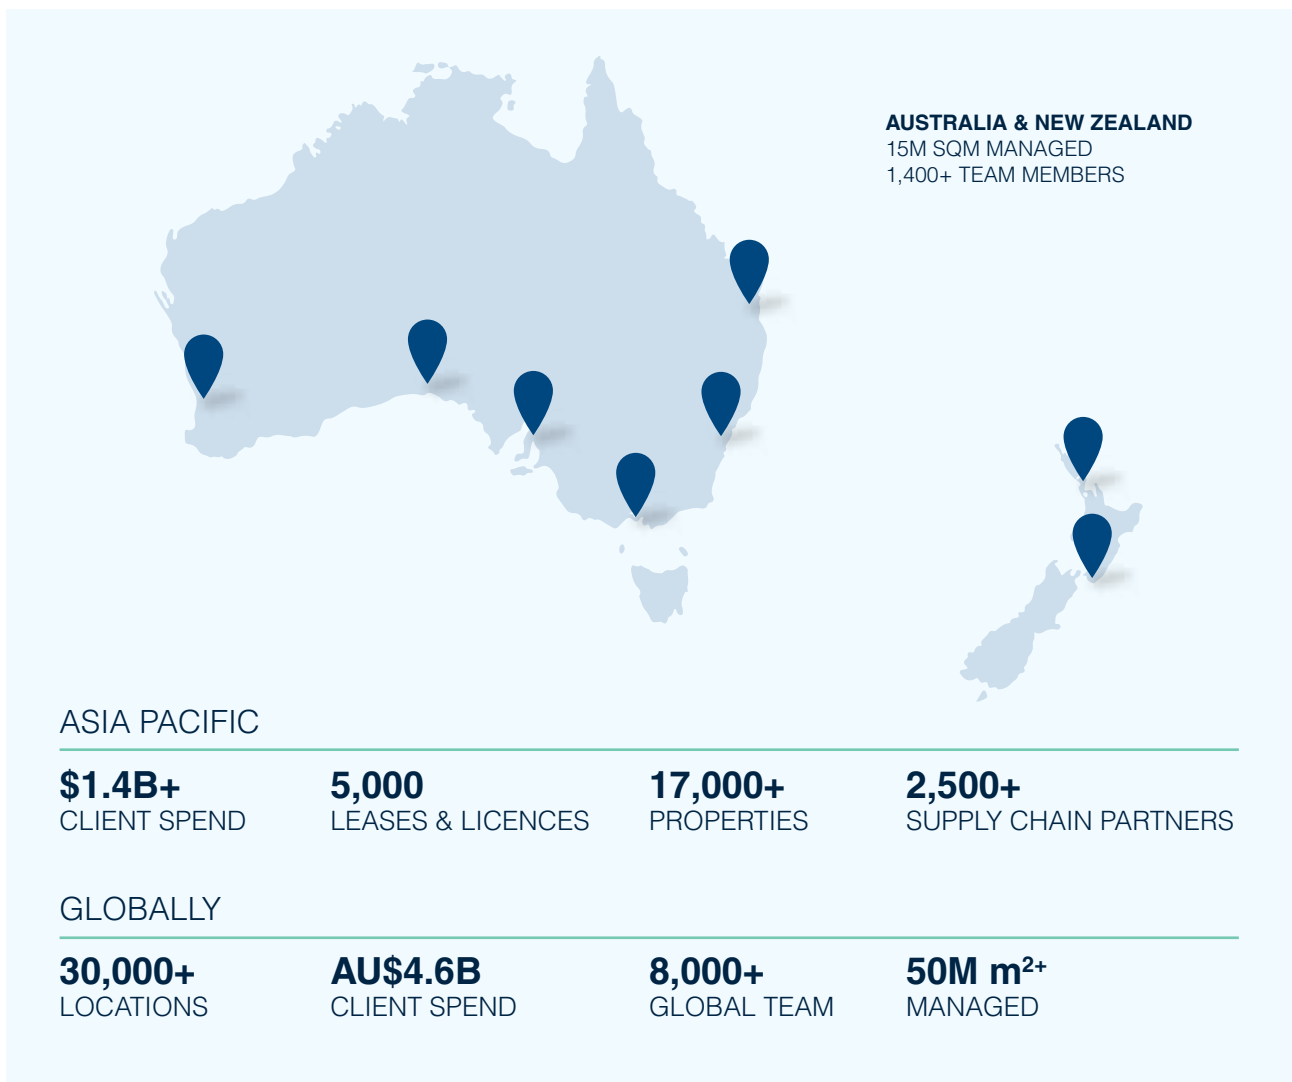 AUSTRALIA & NEW ZEALAND
15M SQM MANAGED
1,400+ TEAM MEMBERS
ASIA PACIFIC
$1.4B+ 5,000 17,000+ 2,500+
CLIENT SPEND LEASES & LICENCES PROPERTIES SUPPLY CHAIN PARTNERS
GLOBALLY
30,000+ AU$4.6B 8,000+ 50M m²⁺
LOCATIONS CLIENT SPEND GLOBAL TEAM MANAGED